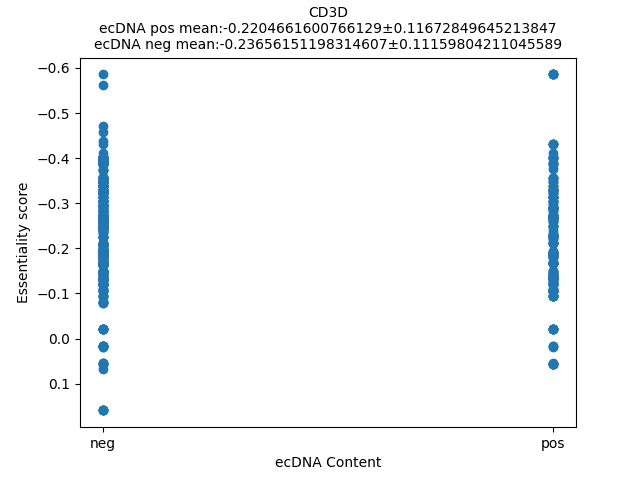 CD3D
ecDNA pos mean:-0.2204661600766129±0.11672849645213847
ecDNA neg mean:-0.23656151198314607±0.11159804211045589
−0.6
−0.5
−0.4
−0.3
−0.2
−0.1
0.0
0.1
Essentiality score
neg
pos
ecDNA Content